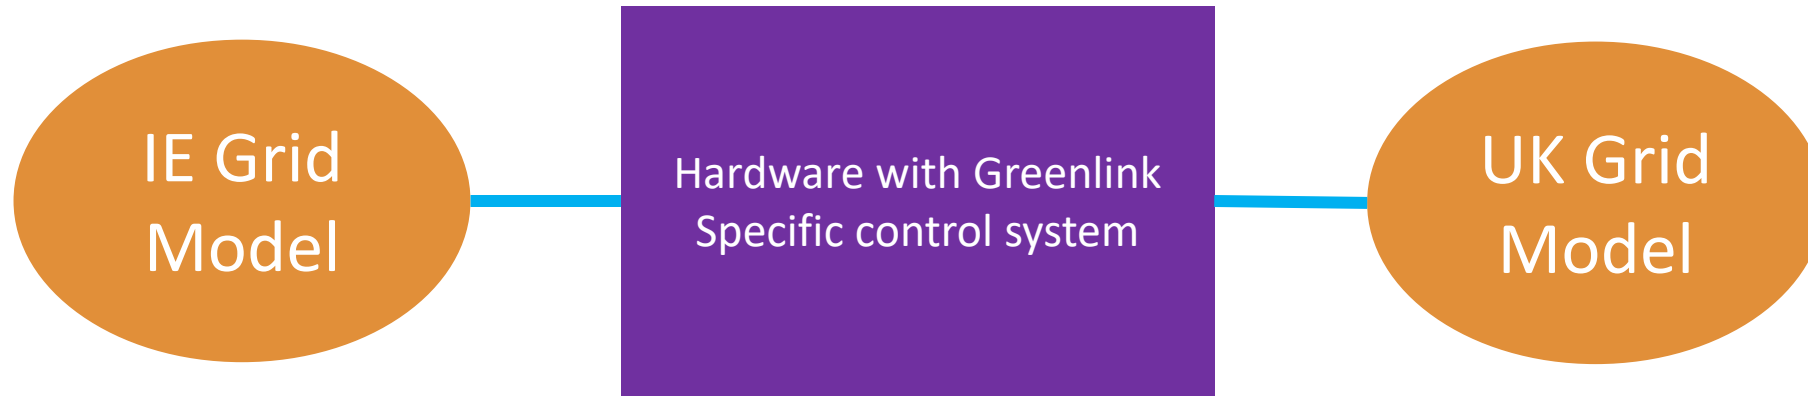 IE Grid
Model
Hardware with Greenlink
Specific control system
UK Grid
Model